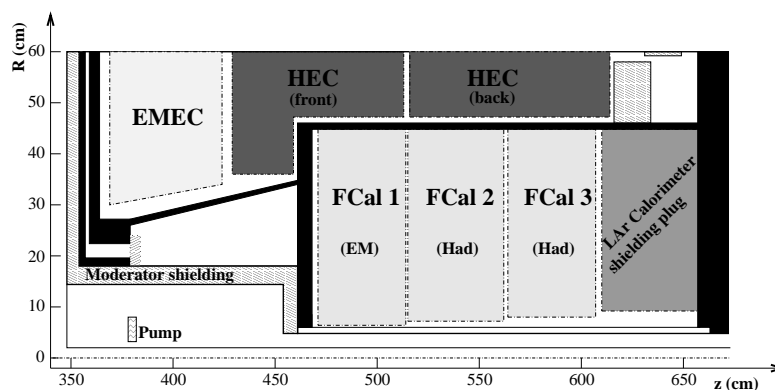 R (cm)
60
50
40
30
20
10
0
EMEC
HEC
(front)
HEC
(back)
FCal 1
(EM)
FCal 2
(Had)
FCal 3
(Had)
LAr Calorimeter
shielding plug
Moderator shielding
Pump
350
400
450
500
550
600
650
z (cm)